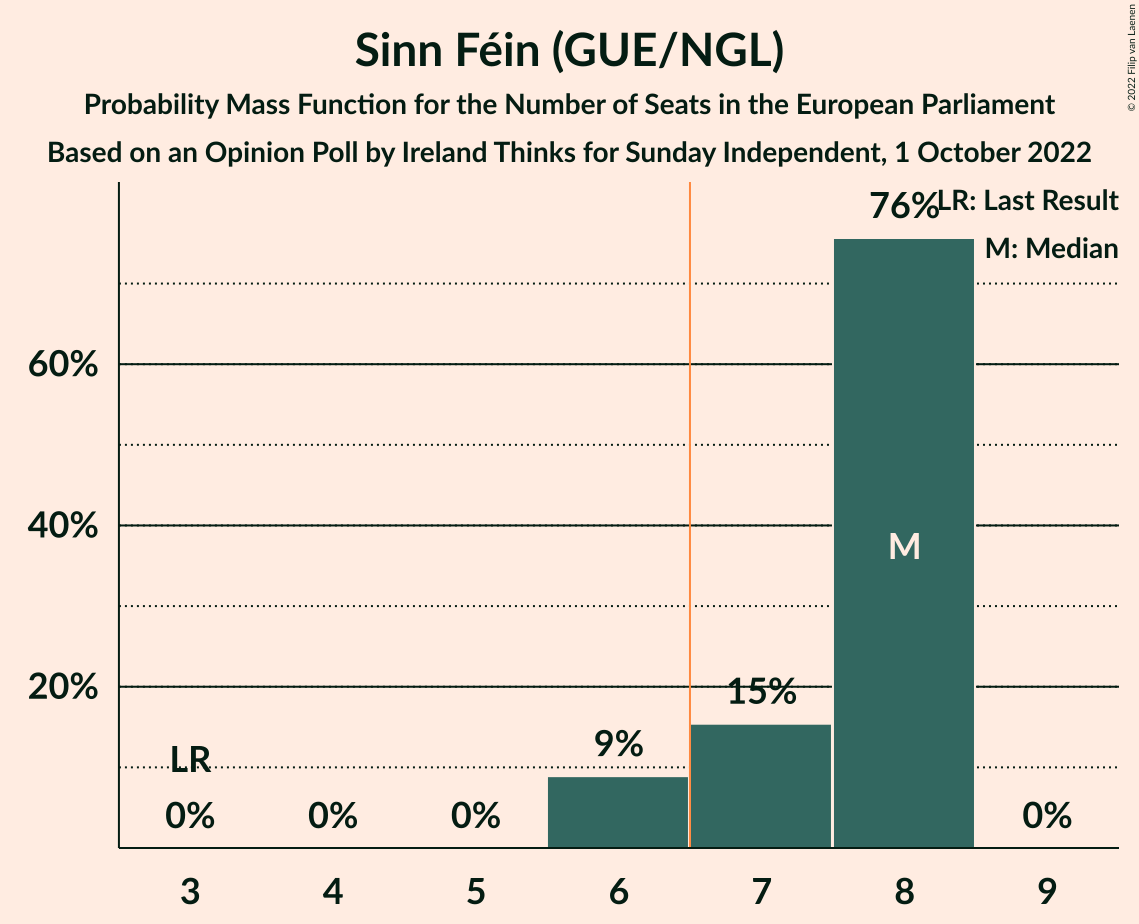 Sinn Féin (GUE/NGL)
Probability Mass Function for the Number of Seats in the European Parliament
Based on an Opinion Poll by Ireland Thinks for Sunday Independent, 1 October 2022
© 2022 Filip van Laenen
76%
LR: Last Result
M: Median
60%
40%
M
20%
15%
9%
LR
0%
0%
0%
0%
3
4
5
6
7
8
9